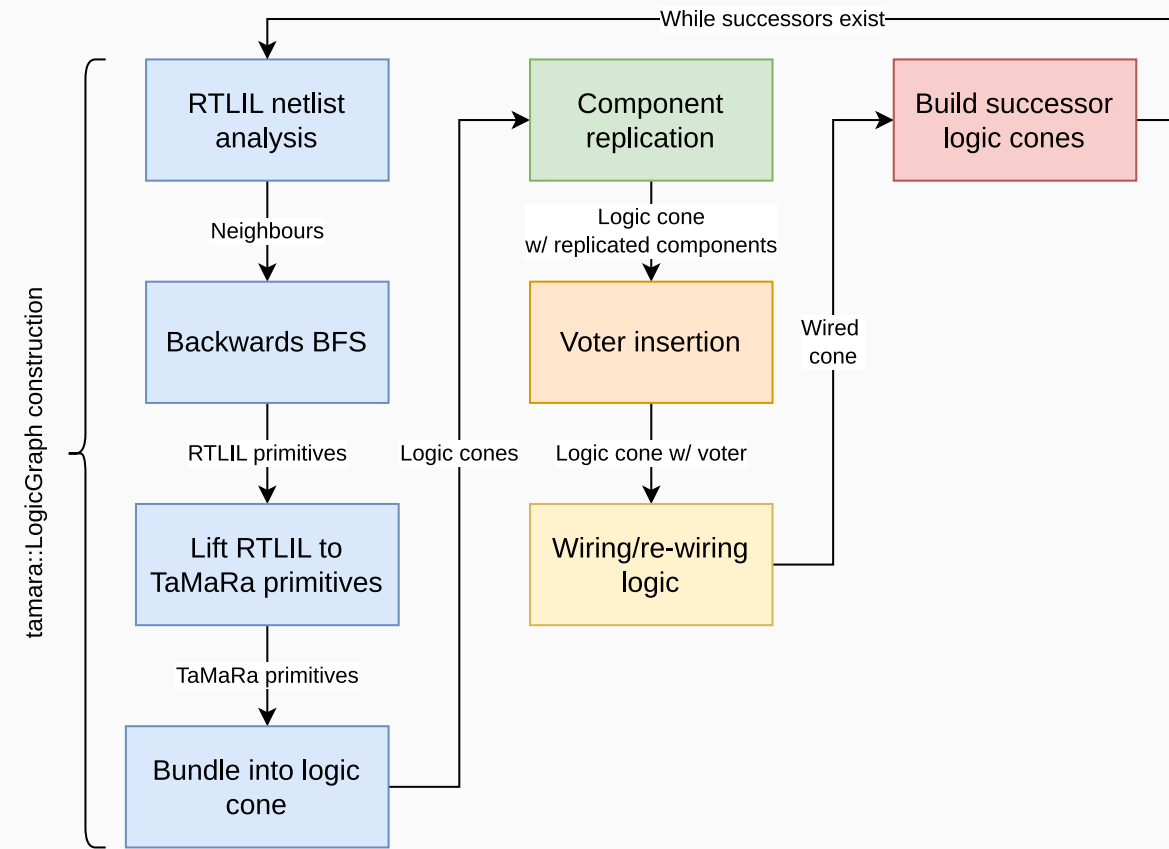 While successors exist
tamara::LogicGraph construction
RTLIL netlist
analysis
Neighbours
Backwards BFS
RTLIL primitives
Lift RTLIL to
TaMaRa primitives
TaMaRa primitives
Bundle into logic
cone
Logic cones
Component
replication
Logic cone
w/ replicated components
Voter insertion
Logic cone w/ voter
Wiring/re-wiring
logic
Wired
cone
Build successor
logic cones